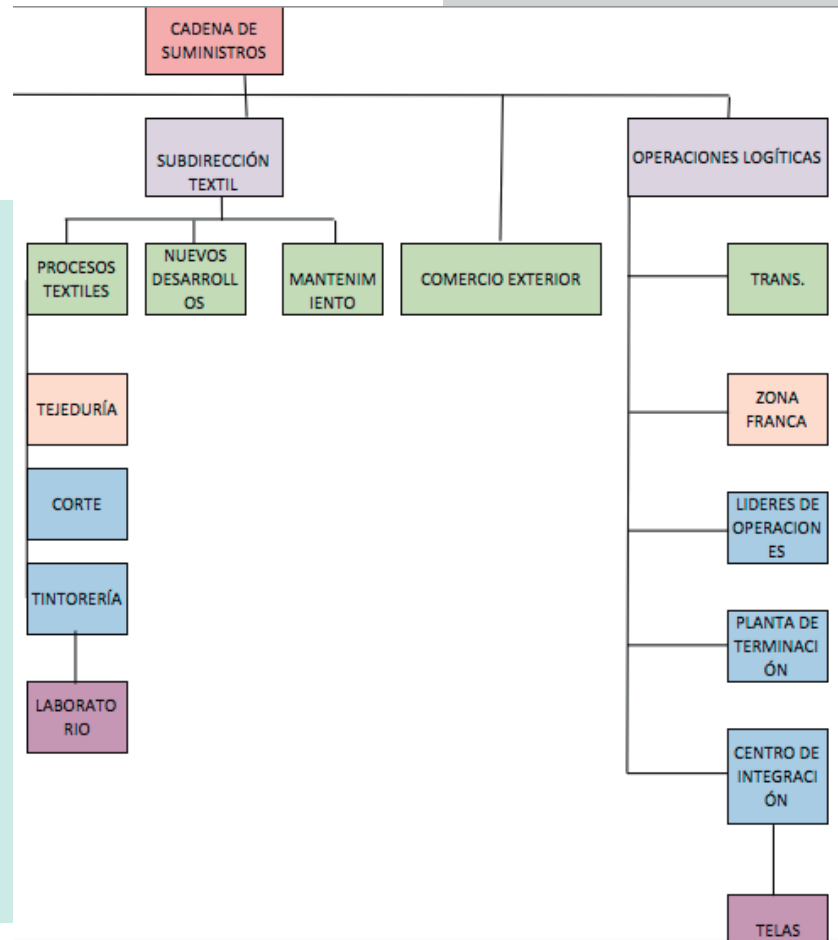 CADENA DE
SUMINISTROS
SUBDIRECCIÓN
TEXTIL
OPERACIONES LOGÍTICAS
PROCESOS
TEXTILES
NUEVOS
DESARROLL
OS
MANTENIM
IENTO
COMERCIO EXTERIOR
TRANS.
TEJEDURÍA
ZONA
FRANCA
CORTE
LIDERES DE
OPERACION
ES
TINTORERÍA
PLANTA DE
TERMINACI
ÓN
LABORATO
RIO
CENTRO DE
INTEGRACI
ÓN
TELAS